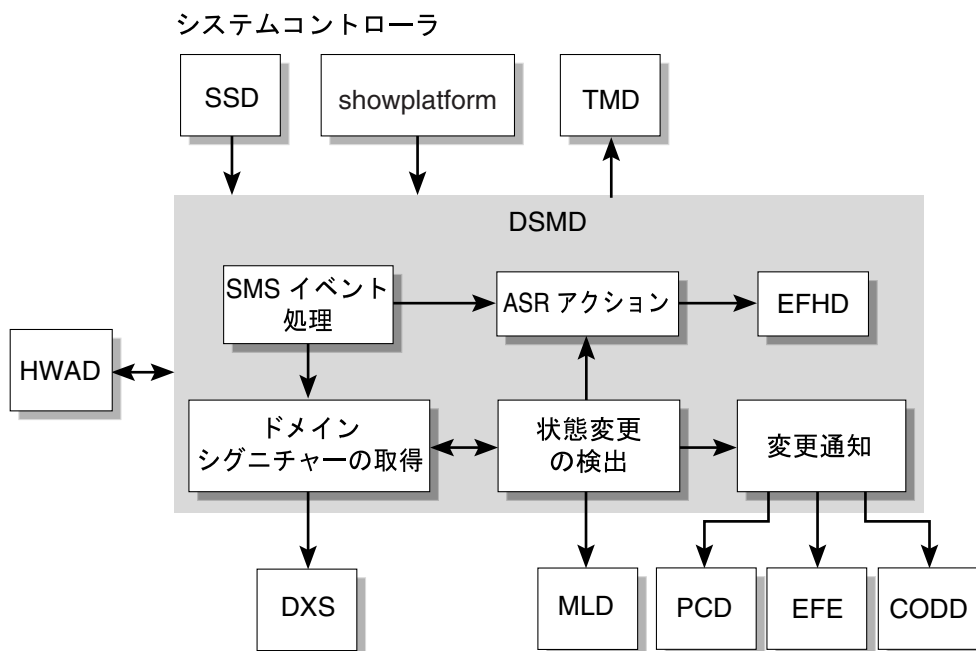 システムコントローラ
SSD
showplatform
TMD
DSMD
SMS イベント
処理
ASR アクション
EFHD
HWAD
ドメイン
シグニチャーの取得
状態変更
の検出
変更通知
DXS
MLD
PCD
EFE
CODD